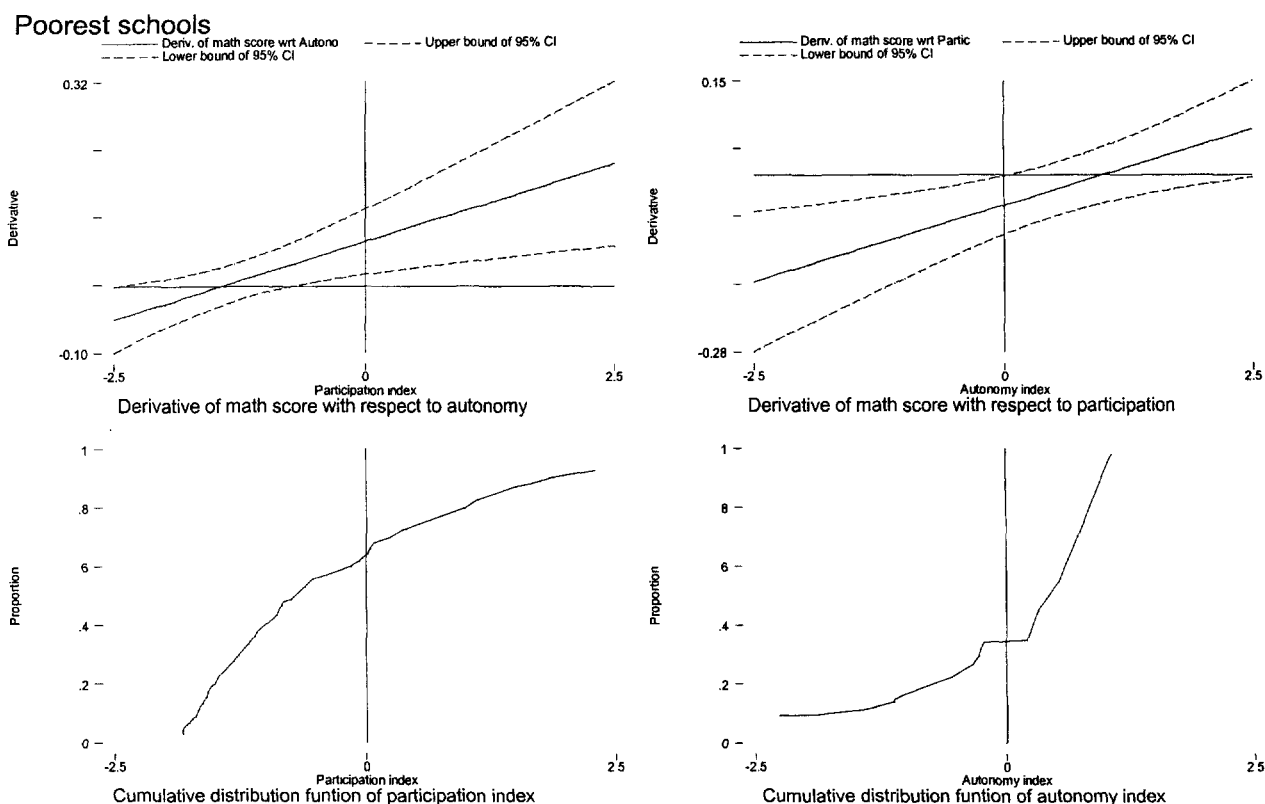 Poorest schools
Deriv. of math score wrt Autono
Upper bound of 95% CI
Lower bound of 95% CI
0.32
Derivative
-0.10
-2.5
0
2.5
Participation index
Derivative of math score with respect to autonomy
Deriv. of math score wrt Partic
Upper bound of 95% CI
Lower bound of 95% CI
0.15
Derivative
-0.28
-2 5
0
2.5
Autonomy index
Derivative of math score with respect to participation
1
.8
6
.4
.2
0
Proportion
-2.5
0
2 5
Participation index
Cumulative distribution funtion of participation index
1
8
6
.4
.2
0
Proportion
-2.5
0
2 5
Autonomy index
Cumulative distribution funtion of autonomy index